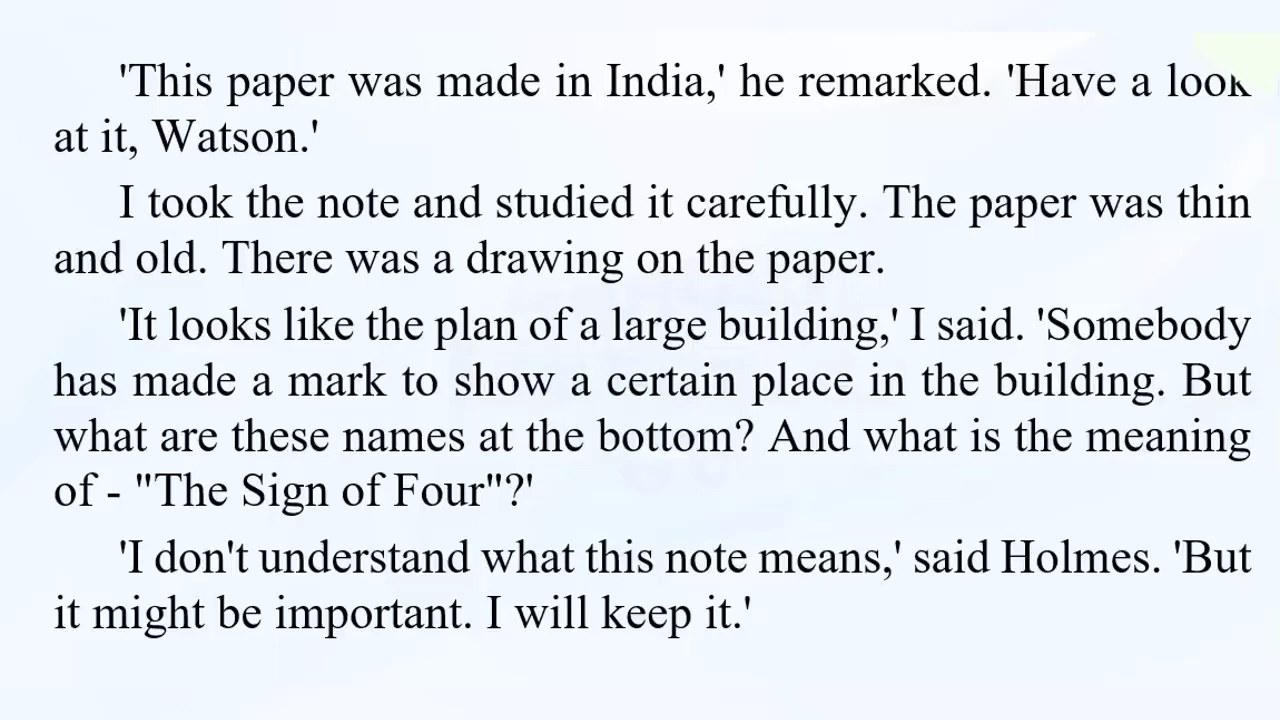 'This paper was made in India,' he remarked. 'Have a look
at it, Watson.'
I took the note and studied it carefully. The paper was thin
and old. There was a drawing on the paper.
'It looks like the plan of a large building,' I said. 'Somebody
has made a mark to show a certain place in the building. But
what are these names at the bottom? And what is the meaning
of - "The Sign of Four"?'
'I don't understand what this note means,' said Holmes. 'But
it might be important. I will keep it.'